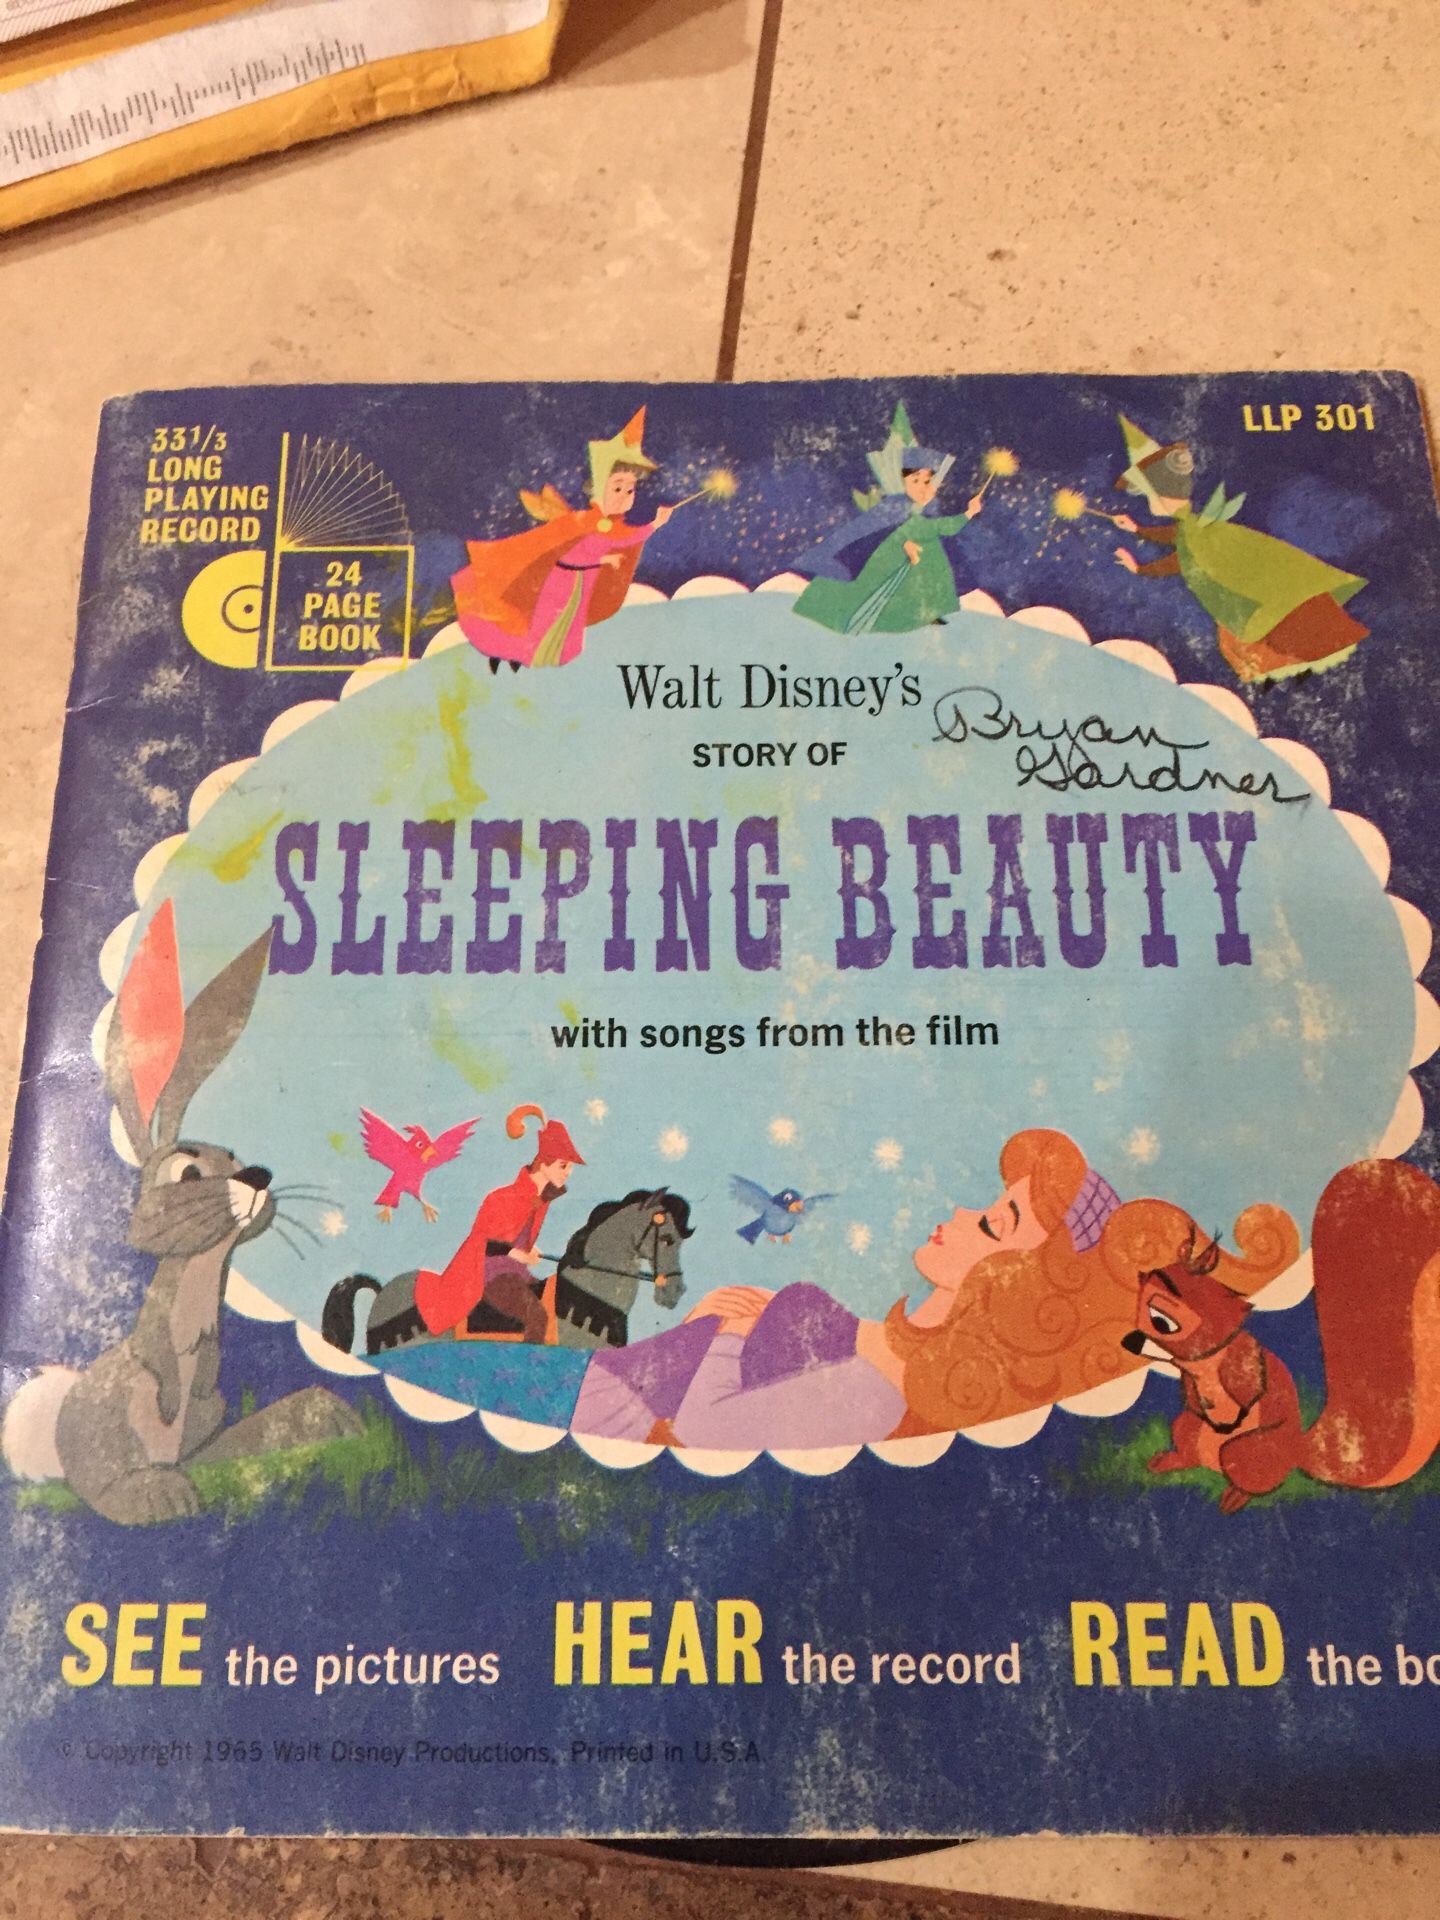 33 1/3
LONG
PLAYING
RECORD
24
PAGE
BOOK
LLP 301
Walt Disney's
STORY OF
Bryan
Gardner
SLEEPING BEAUTY
with songs from the film
SEE the pictures HEAR the record READ the bo
© Copyright 1965 Walt Disney Productions. Printed in U.S.A.